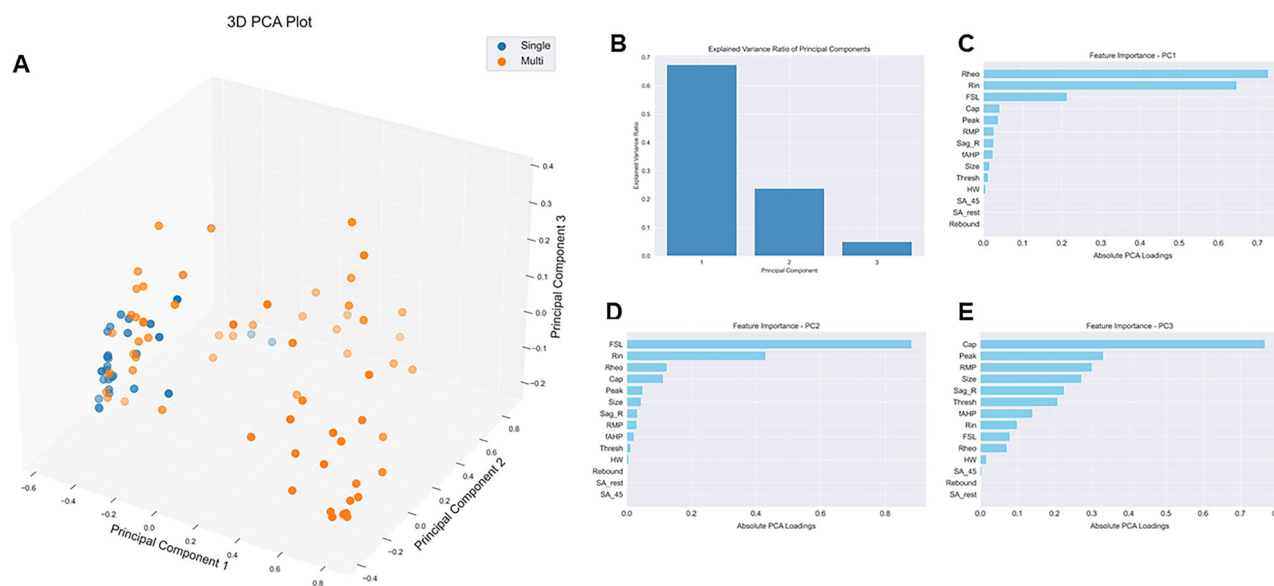 3D PCA Plot
Single
Multi
A
0.4
0.3
0.2
0.1
0.0
−0.1
−0.2
Principal Component 3
−0.6
−0.4
−0.2
0.0
0.2
0.4
0.6
0.8
Principal Component 1
−0.4
−0.2
0.0
0.2
0.4
0.6
0.8
Principal Component 2
B
Explained Variance Ratio of Principal Components
Explained Variance Ratio
0.7
0.6
0.5
0.4
0.3
0.2
0.1
0.0
1
2
3
Principal Component
C
Feature Importance - PC1
Rheo
Rin
FSL
Cap
Peak
RMP
Sag_R
fAHP
Size
Thresh
HW
SA_45
SA_rest
Rebound
0.0 0.1 0.2 0.3 0.4 0.5 0.6 0.7
Absolute PCA Loadings
D
Feature Importance - PC2
FSL
Rin
Rheo
Cap
Peak
Size
Sag_R
RMP
fAHP
Thresh
HW
Rebound
SA_rest
SA_45
0.0 0.2 0.4 0.6 0.8
Absolute PCA Loadings
E
Feature Importance - PC3
Cap
Peak
RMP
Size
Sag_R
Thresh
fAHP
Rin
FSL
Rheo
HW
SA_45
Rebound
SA_rest
0.0 0.1 0.2 0.3 0.4 0.5 0.6 0.7 0.8
Absolute PCA Loadings